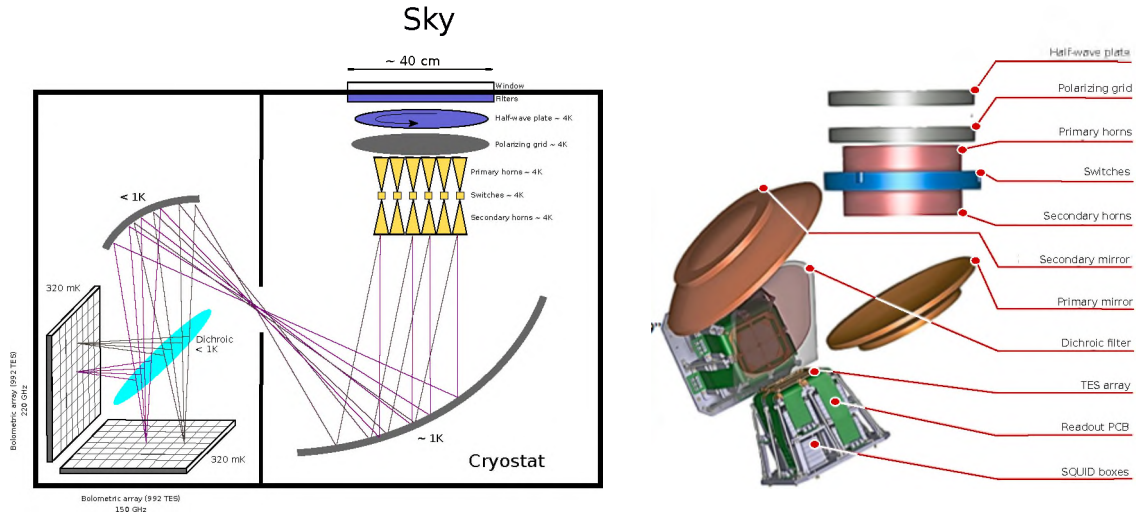 Sky
~ 40 cm
Window
Filters
Half-wave plate ~ 4K
Polarizing grid ~ 4K
Primary horns ~ 4K
Switches ~ 4K
Secondary horns ~ 4K
< 1K
320 mK
Dichroic
< 1K
Bolometric array (992 TES)
220 GHz
320 mK
~ 1K
Cryostat
Bolometric array (992 TES)
150 GHz
Half-wave plate
Polarizing grid
Primary horns
Switches
Secondary horns
Secondary mirror
Primary mirror
Dichroic filter
TES array
Readout PCB
SQUID boxes